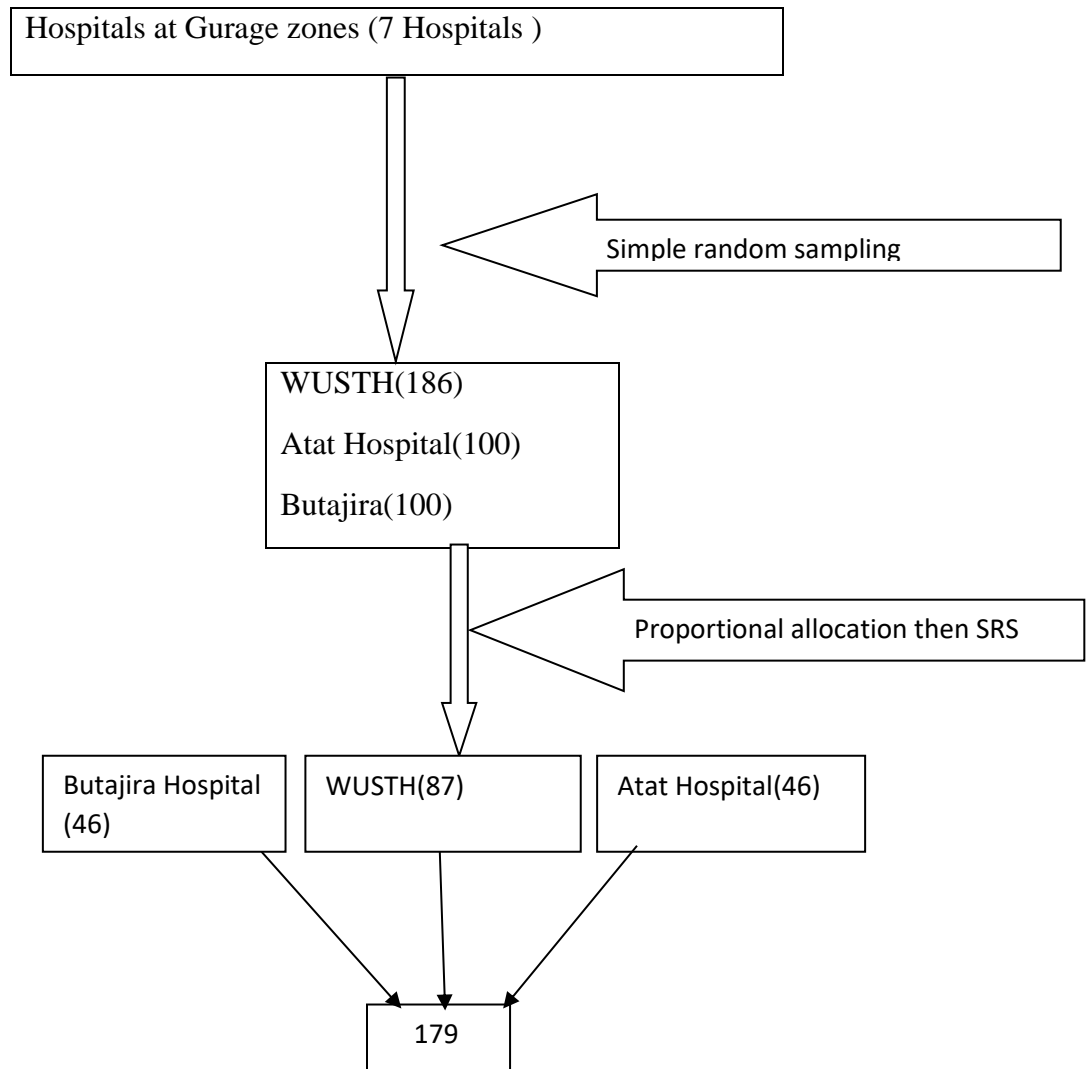 Hospitals at Gurage zones (7 Hospitals )
Simple random sampling
WUSTH(186)
Atat Hospital(100)
Butajira(100)
Proportional allocation then SRS
Butajira Hospital
(46)
WUSTH(87)
Atat Hospital(46)
179